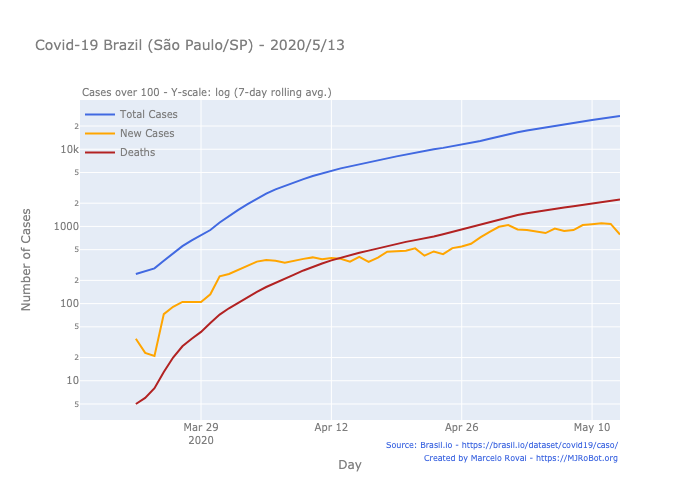 Covid-19 Brazil (São Paulo/SP) - 2020/5/13
Cases over 100 - Y-scale: log (7-day rolling avg.)
Total Cases
New Cases
Deaths
2
10k
5
2
1000
5
2
100
5
2
10
5
Number of Cases
Mar 29
2020
Apr 12
Apr 26
May 10
Day
Source: Brasil.io - https://brasil.io/dataset/covid19/caso/
Created by Marcelo Rovai - https://MJRoBot.org